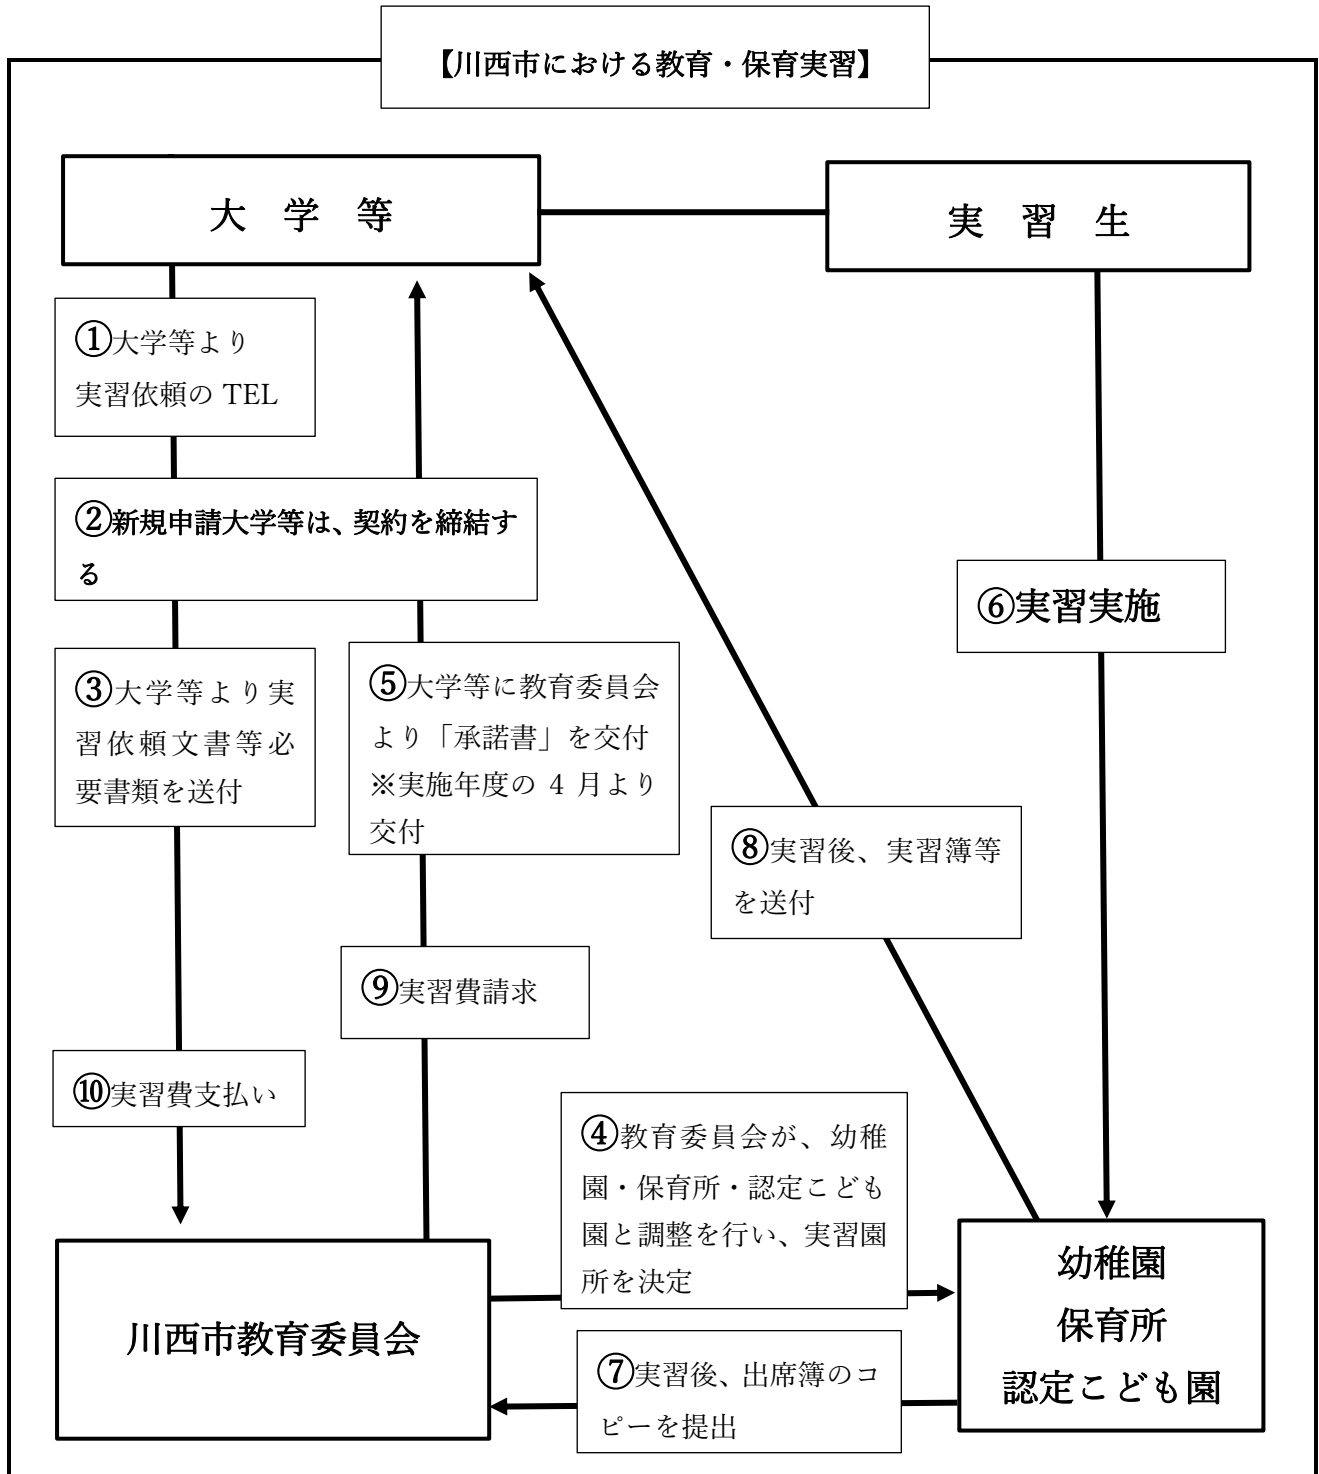 【川西市における教育・保育実習】
大　学　等
実　習　生
①大学等より
実習依頼の TEL
②新規申請大学等は、契約を締結す
る
③大学等より実
習依頼文書等必
要書類を送付
⑤大学等に教育委員会
より「承諾書」を交付
※実施年度の 4 月より
交付
⑥実習実施
⑧実習後、実習簿等
を送付
⑨実習費請求
⑩実習費支払い
④教育委員会が、幼稚
園・保育所・認定こども
園と調整を行い、実習園
所を決定
川西市教育委員会
⑦実習後、出席簿のコ
ピーを提出
幼稚園
保育所
認定こども園